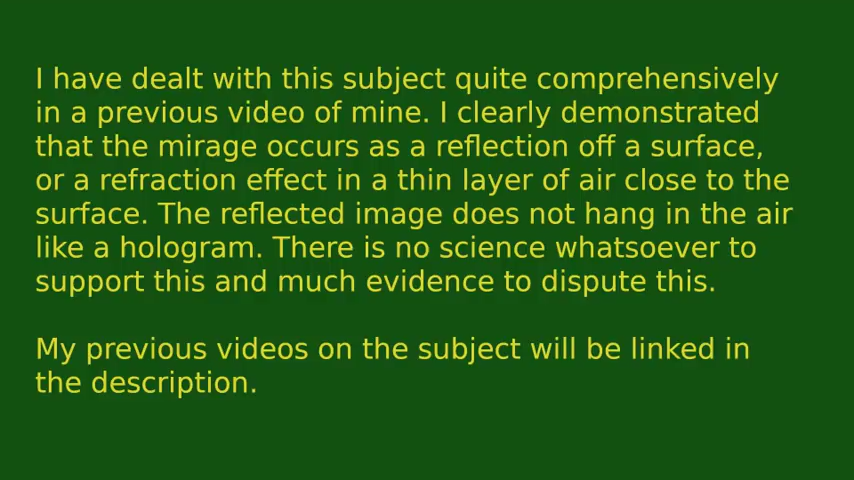 I have dealt with this subject quite comprehensively
in a previous video of mine. I clearly demonstrated
that the mirage occurs as a reflection off a surface,
or a refraction effect in a thin layer of air close to the
surface. The reflected image does not hang in the air
like a hologram. There is no science whatsoever to
support this and much evidence to dispute this.
My previous videos on the subject will be linked in
the description.